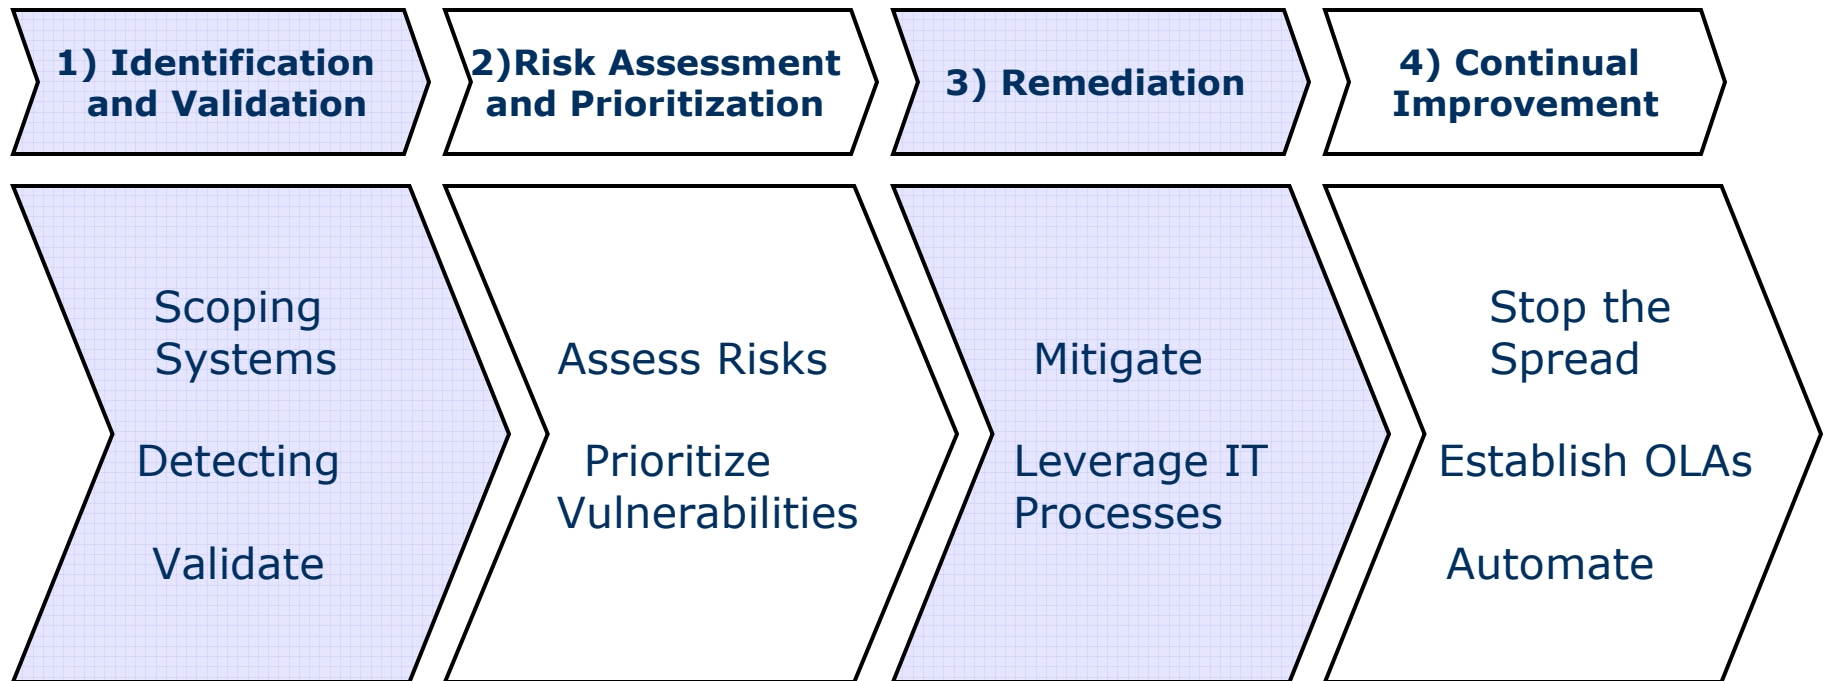 1) Identification
and Validation
2)Risk Assessment
and Prioritization
3) Remediation
4) Continual
Improvement
Scoping
Systems
Detecting
Validate
Assess Risks
Prioritize
Vulnerabilities
Mitigate
Leverage IT
Processes
Stop the
Spread
Establish OLAs
Automate